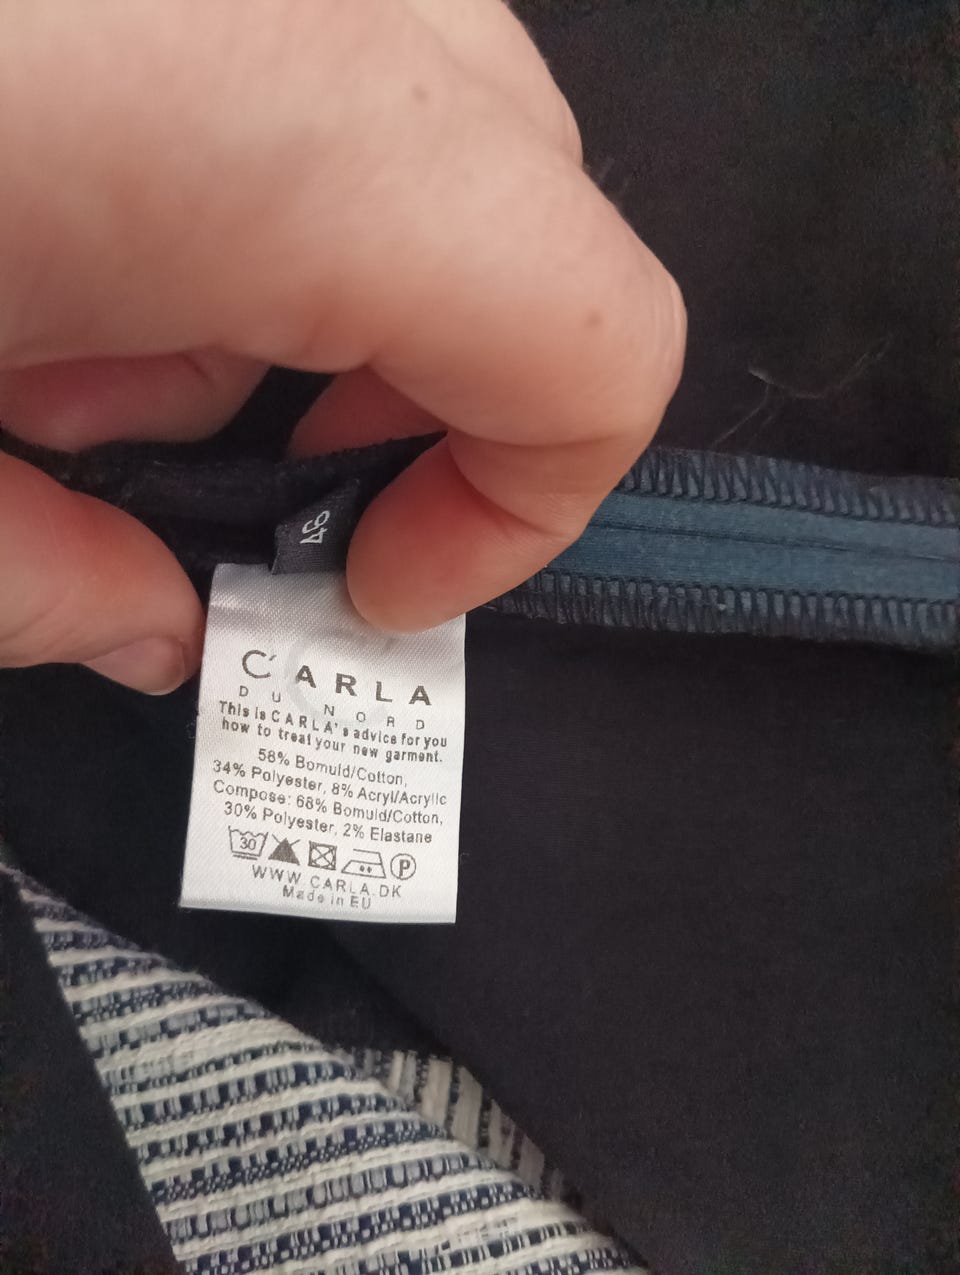 46
C'ARLA
DU NORD
This is CARLA's advice for you
how to treat your new garment.
58% Bomuld/Cotton,
34% Polyester, 8% Acryl/Acrylic
Compose: 68% Bomuld/Cotton,
30% Polyester, 2% Elastane
30 P
WWW CARLA.DK
Made in EU